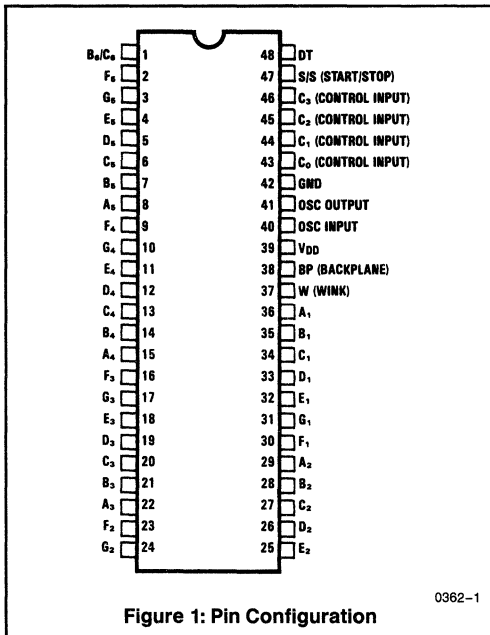 B₆/C₆ 1 48 DT
F₅ 2 47 S/S (START/STOP)
G₅ 3 46 C₃ (CONTROL INPUT)
E₅ 4 45 C₂ (CONTROL INPUT)
D₅ 5 44 C₁ (CONTROL INPUT)
C₅ 6 43 C₀ (CONTROL INPUT)
B₅ 7 42 GND
A₅ 8 41 OSC OUTPUT
F₄ 9 40 OSC INPUT
G₄ 10 39 VDD
E₄ 11 38 BP (BACKPLANE)
D₄ 12 37 W (WINK)
C₄ 13 36 A₁
B₄ 14 35 B₁
A₄ 15 34 C₁
F₃ 16 33 D₁
G₃ 17 32 E₁
E₃ 18 31 G₁
D₃ 19 30 F₁
C₃ 20 29 A₂
B₃ 21 28 B₂
A₃ 22 27 C₂
F₂ 23 26 D₂
G₂ 24 25 E₂
0362–1
Figure 1: Pin Configuration